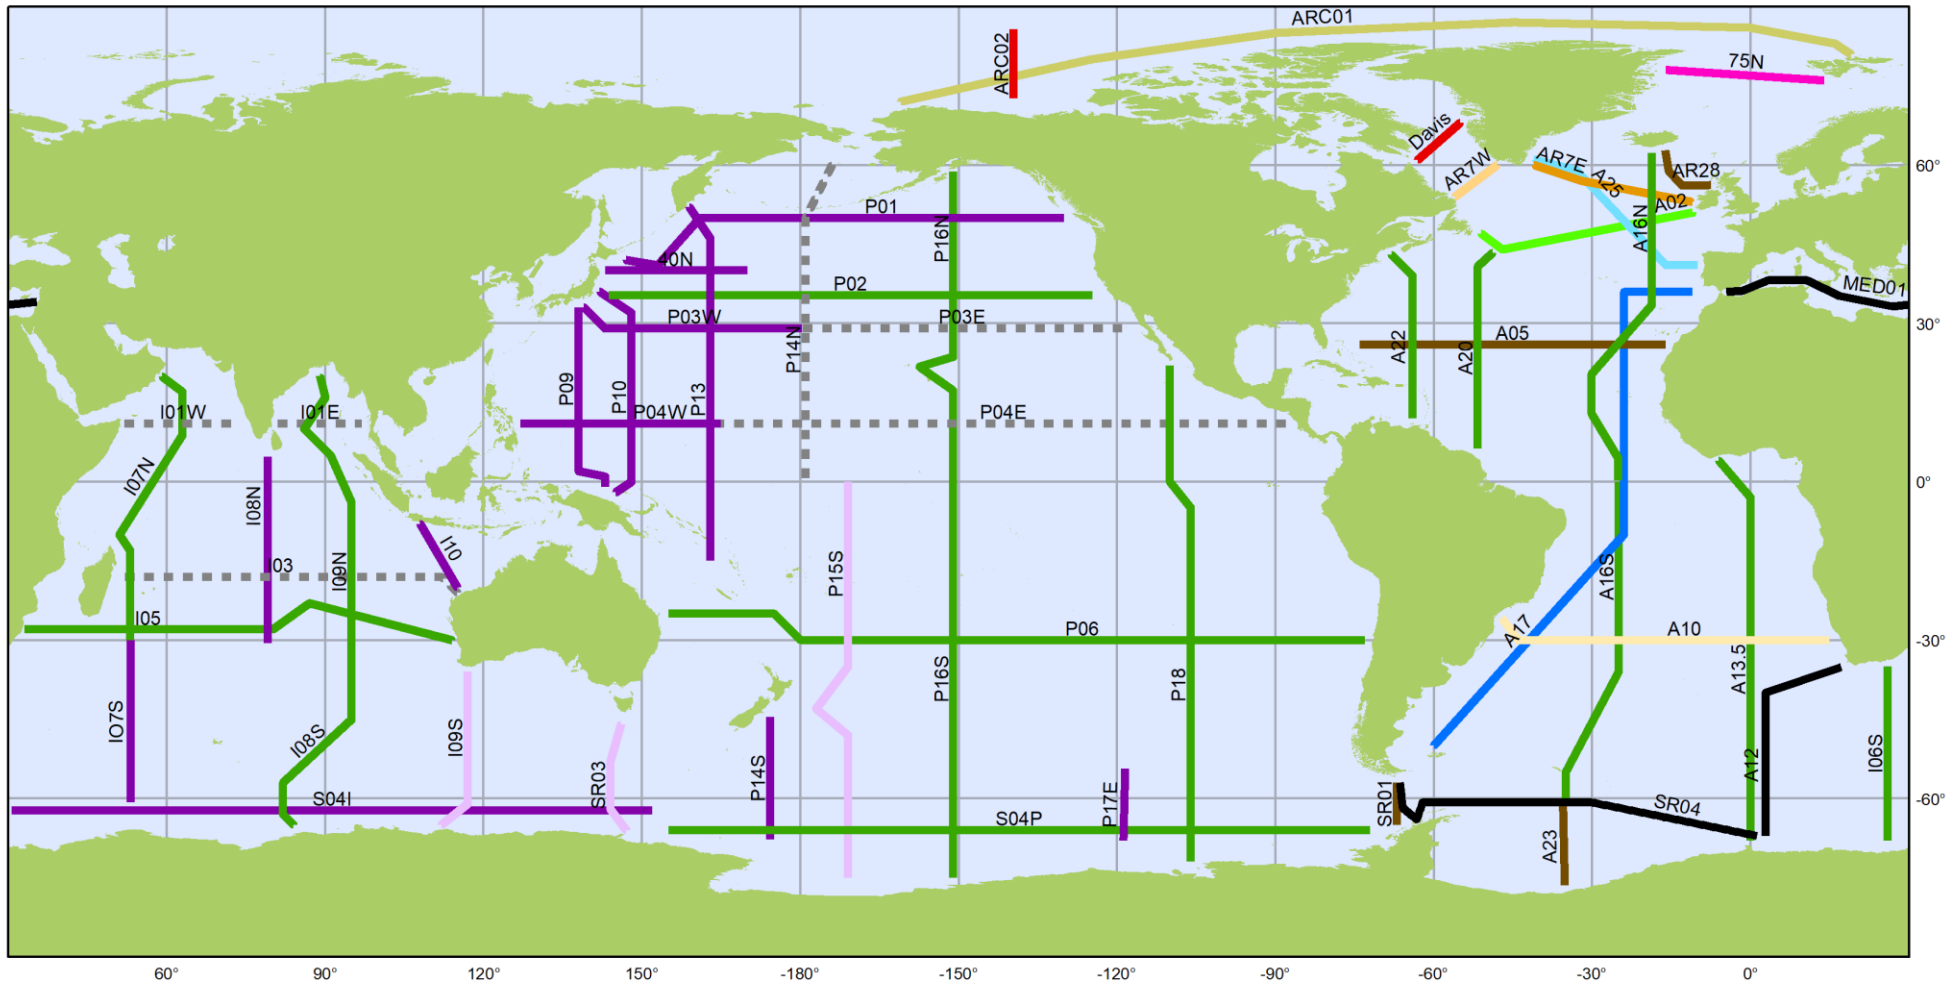 ARC01
ARC02
75N
Davis
AR7W
AR7E
A25
AR28
A02
A16N
60°
P01
P16N
40N
P02
MED01
P03W
P03E
P14N
A22
A20
A05
30°
P09
P10
P13
P04W
P04E
I01W
I01E
I07N
I08N
0°
I10
I03
I09N
P15S
A16S
I05
P06
A17
A10
-30°
P16S
P18
A13.5
IO7S
I08S
I09S
SR03
P14S
P17E
A12
I06S
S04I
S04P
SR01
SR04
-60°
A23
60° 90° 120° 150° -180° -150° -120° -90° -60° -30° 0°